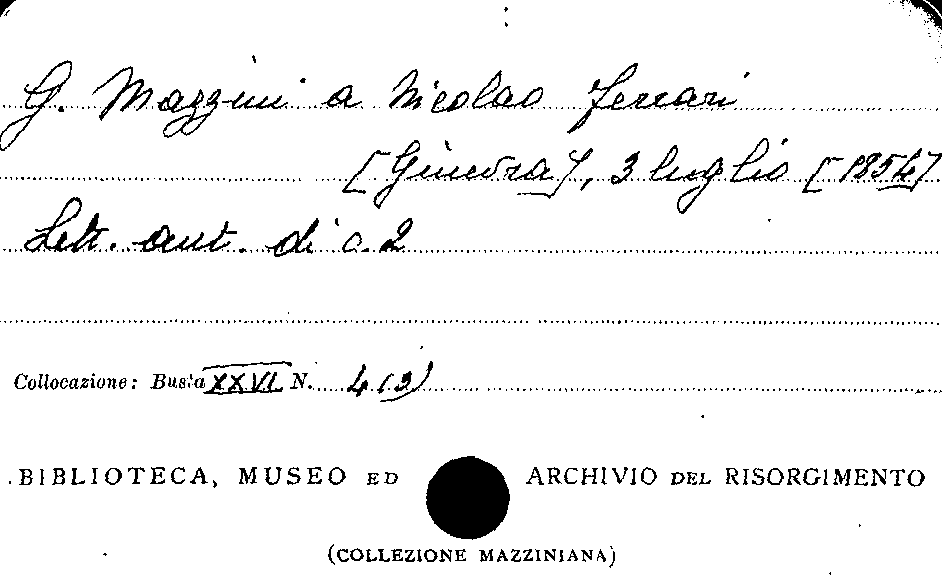 G. Mazzini a Nicolao Ferrari
[Ginevra], 3 luglio [1854]
Lett. aut. di c. 2
Collocazione: Busta XXVI N. 4 (3)
BIBLIOTECA, MUSEO ED ARCHIVIO DEL RISORGIMENTO
(COLLEZIONE MAZZINIANA)